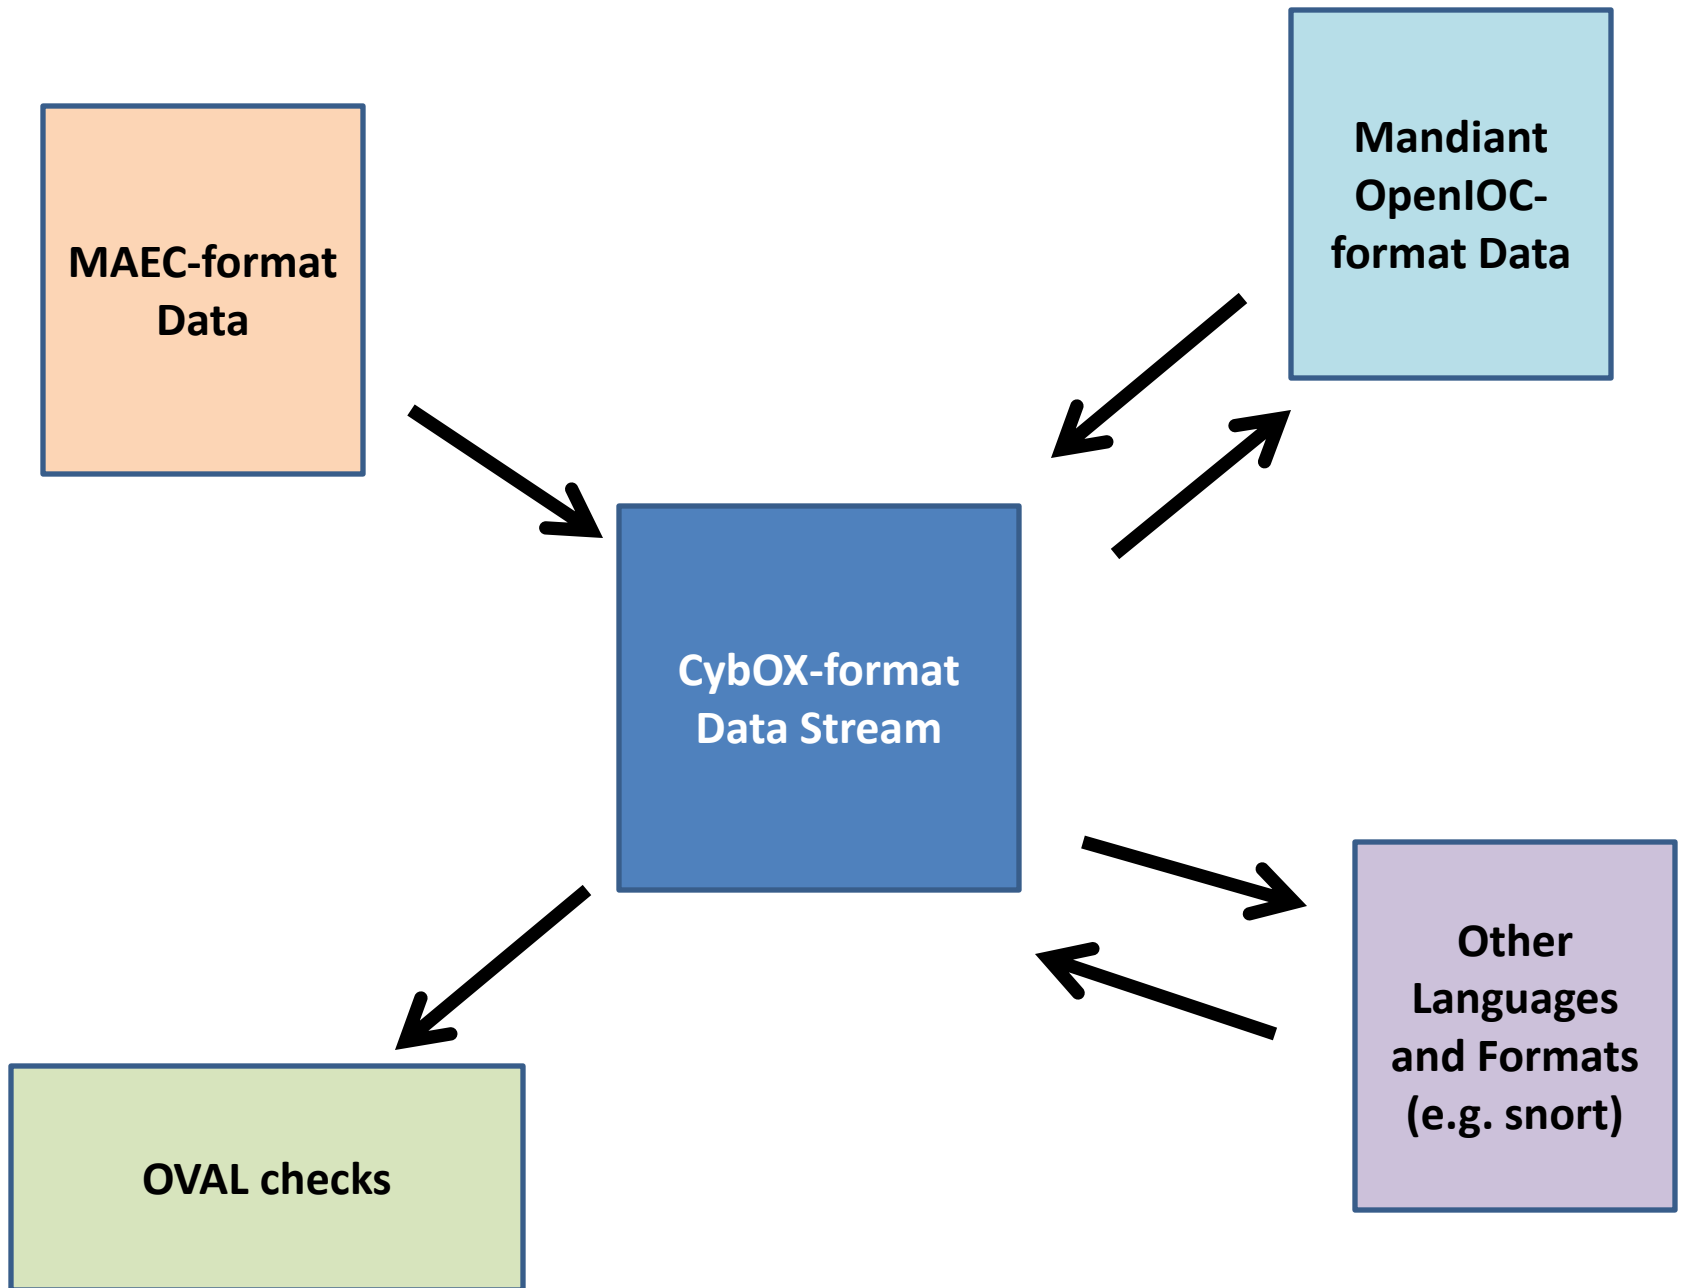 Mandiant
OpenIOC-
format Data
MAEC-format
Data
CybOX-format
Data Stream
Other
Languages
and Formats
(e.g. snort)
OVAL checks